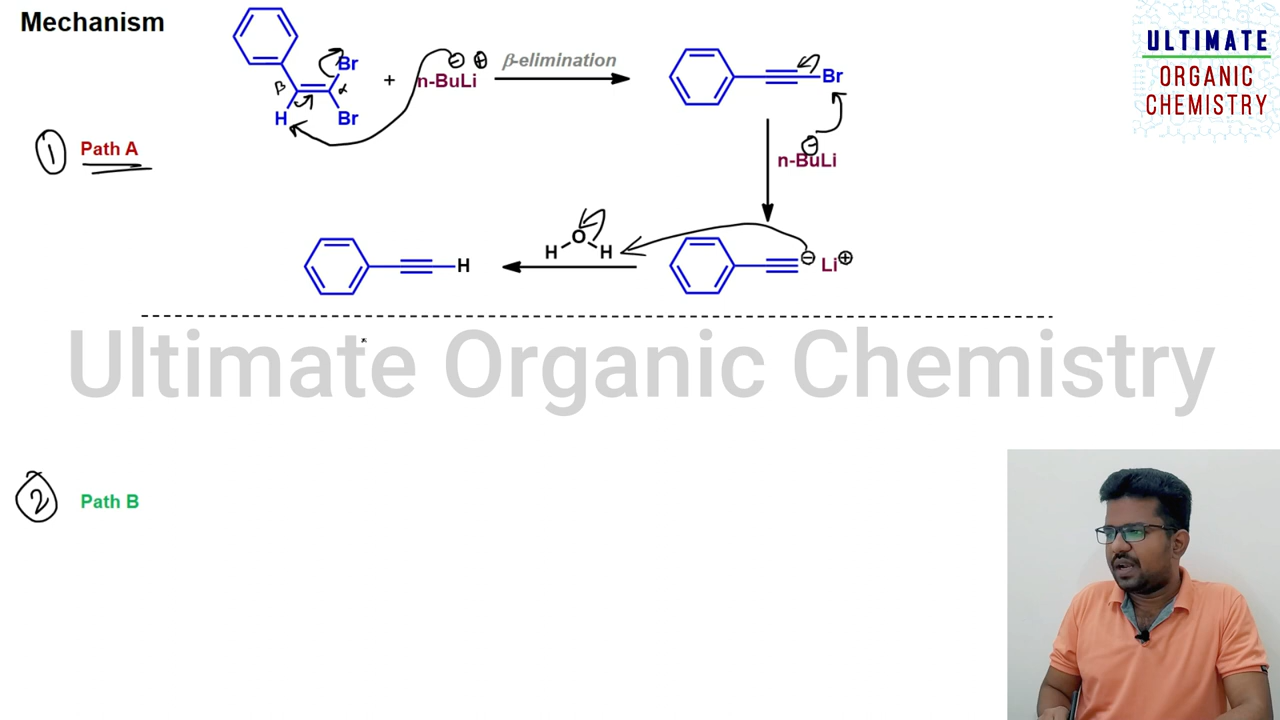 Mechanism
ULTIMATE
ORGANIC
CHEMISTRY
Br
β α
H Br
+
n-BuLi
⊖ ⊕
β-elimination
Br
1 Path A
⊖
n-BuLi
H
O
H H
⊖ Li⊕
Ultimate Organic Chemistry
2 Path B